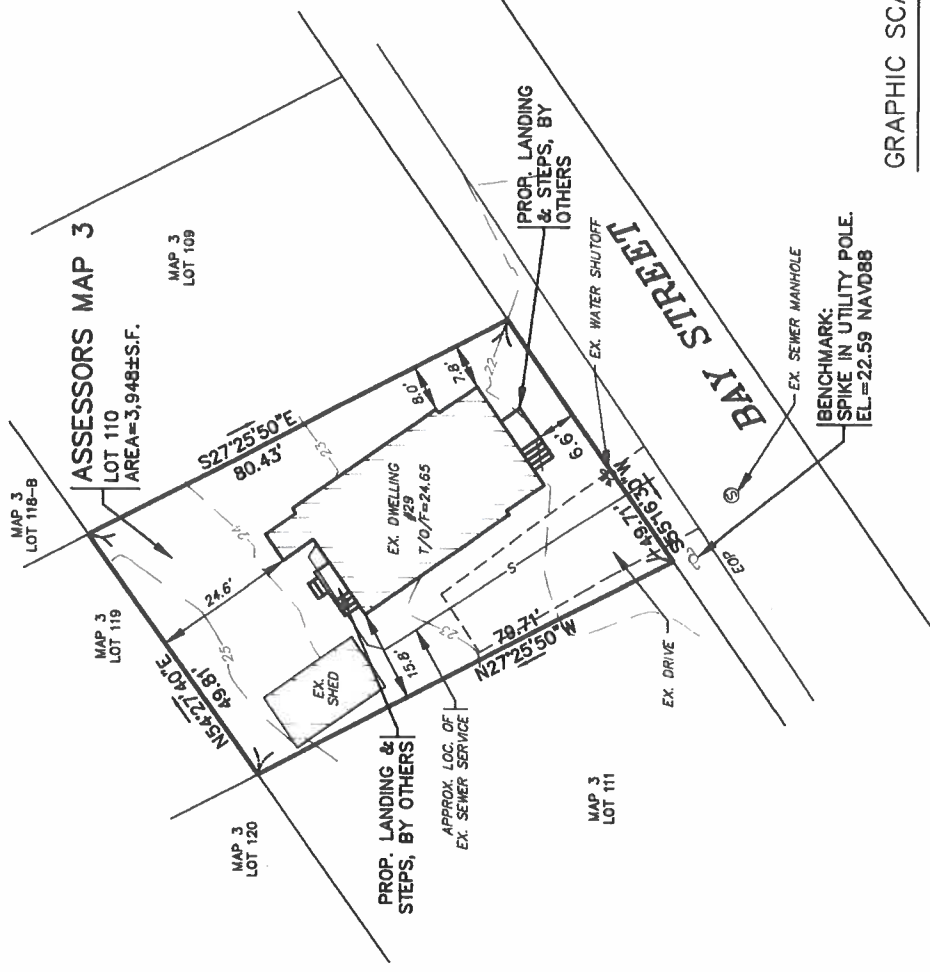 MAP 3
LOT 118-B
ASSESSORS MAP 3
LOT 110
AREA=3,948±S.F.
MAP 3
LOT 109
MAP 3
LOT 119
N54°27'40"E
49.81'
S27°25'50"E
80.43'
25
24
23
24.6'
8.0'
7.8'
22
EX. DWELLING
#29
T/O/F=24.65
EX.
SHED
15.8'
6.6'
PROP. LANDING
& STEPS, BY
OTHERS
EX. WATER SHUTOFF
BAY STREET
MAP 3
LOT 120
PROP. LANDING &
STEPS, BY OTHERS
APPROX. LOC. OF
EX. SEWER SERVICE
S
23
79.71'
N27°25'50"W
49.71'
S55°16'30"W
EX. DRIVE
MAP 3
LOT 111
EOP
S
EX. SEWER MANHOLE
BENCHMARK:
SPIKE IN UTILITY POLE.
EL.=22.59 NAVD88
GRAPHIC SCA